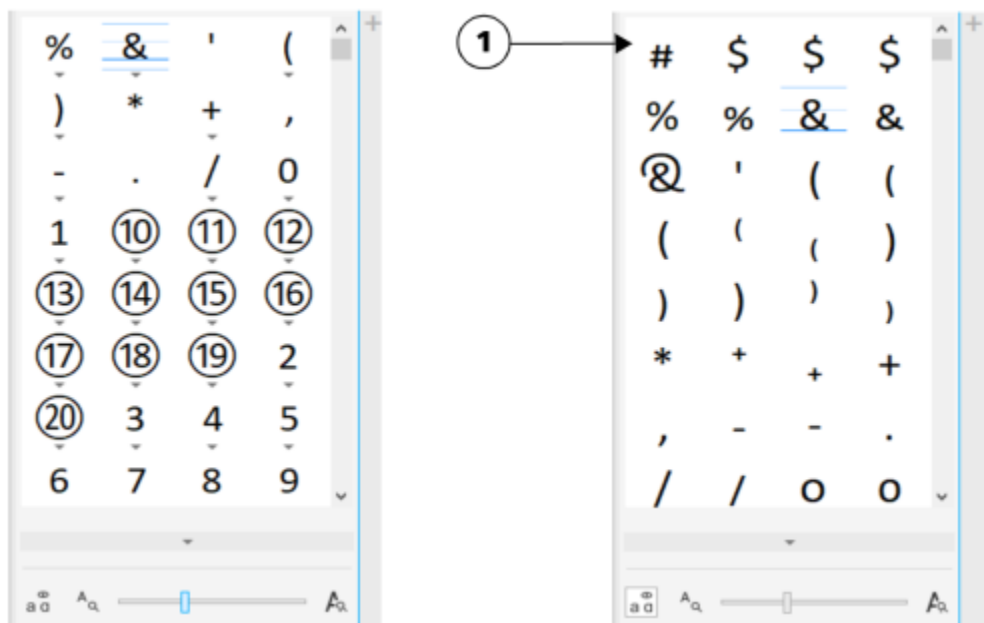 % & ' (
) * + ,
- . / 0
1 ⑩ ⑪ ⑫
⑬ ⑭ ⑮ ⑯
⑰ ⑱ ⑲ 2
⑳ 3 4 5
6 7 8 9
a a A A
1
# $ $ $
% % & &
& ' ( (
( ( ( )
) ) ) )
* + + +
, - - .
/ / o o
a a A A